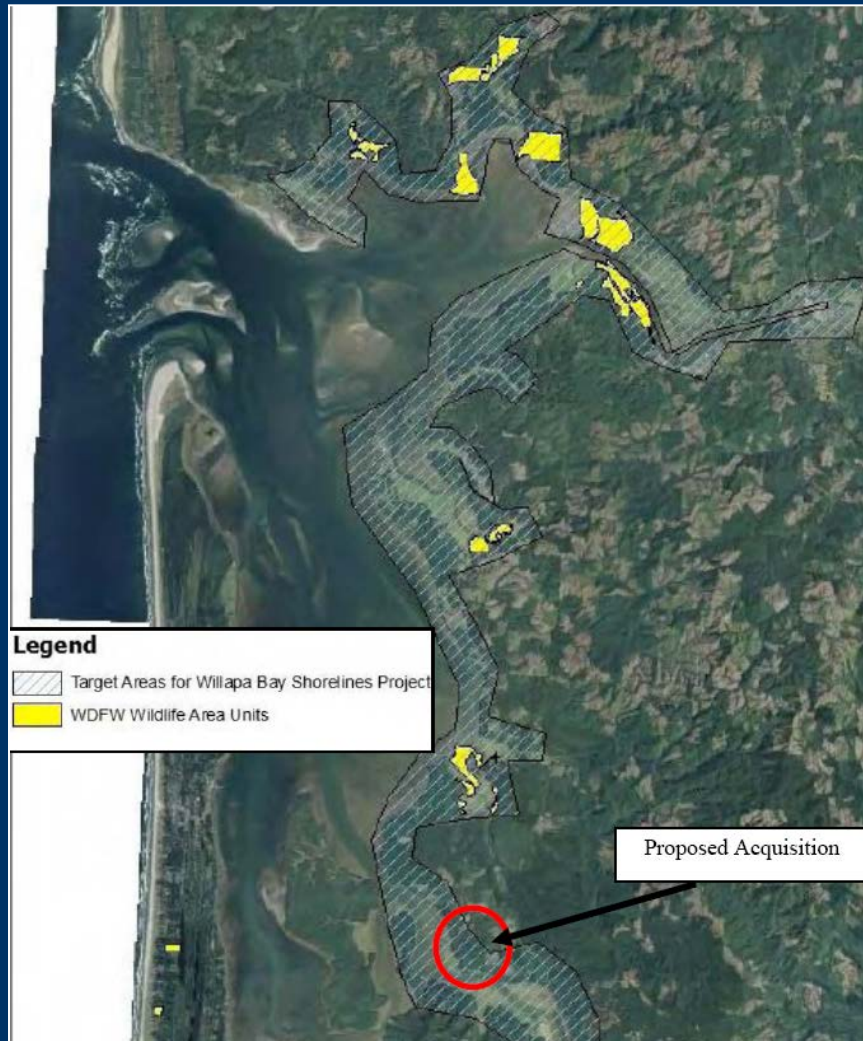 Legend
Target Areas for Willapa Bay Shorelines Project
WDFW Wildlife Area Units
Proposed Acquisition